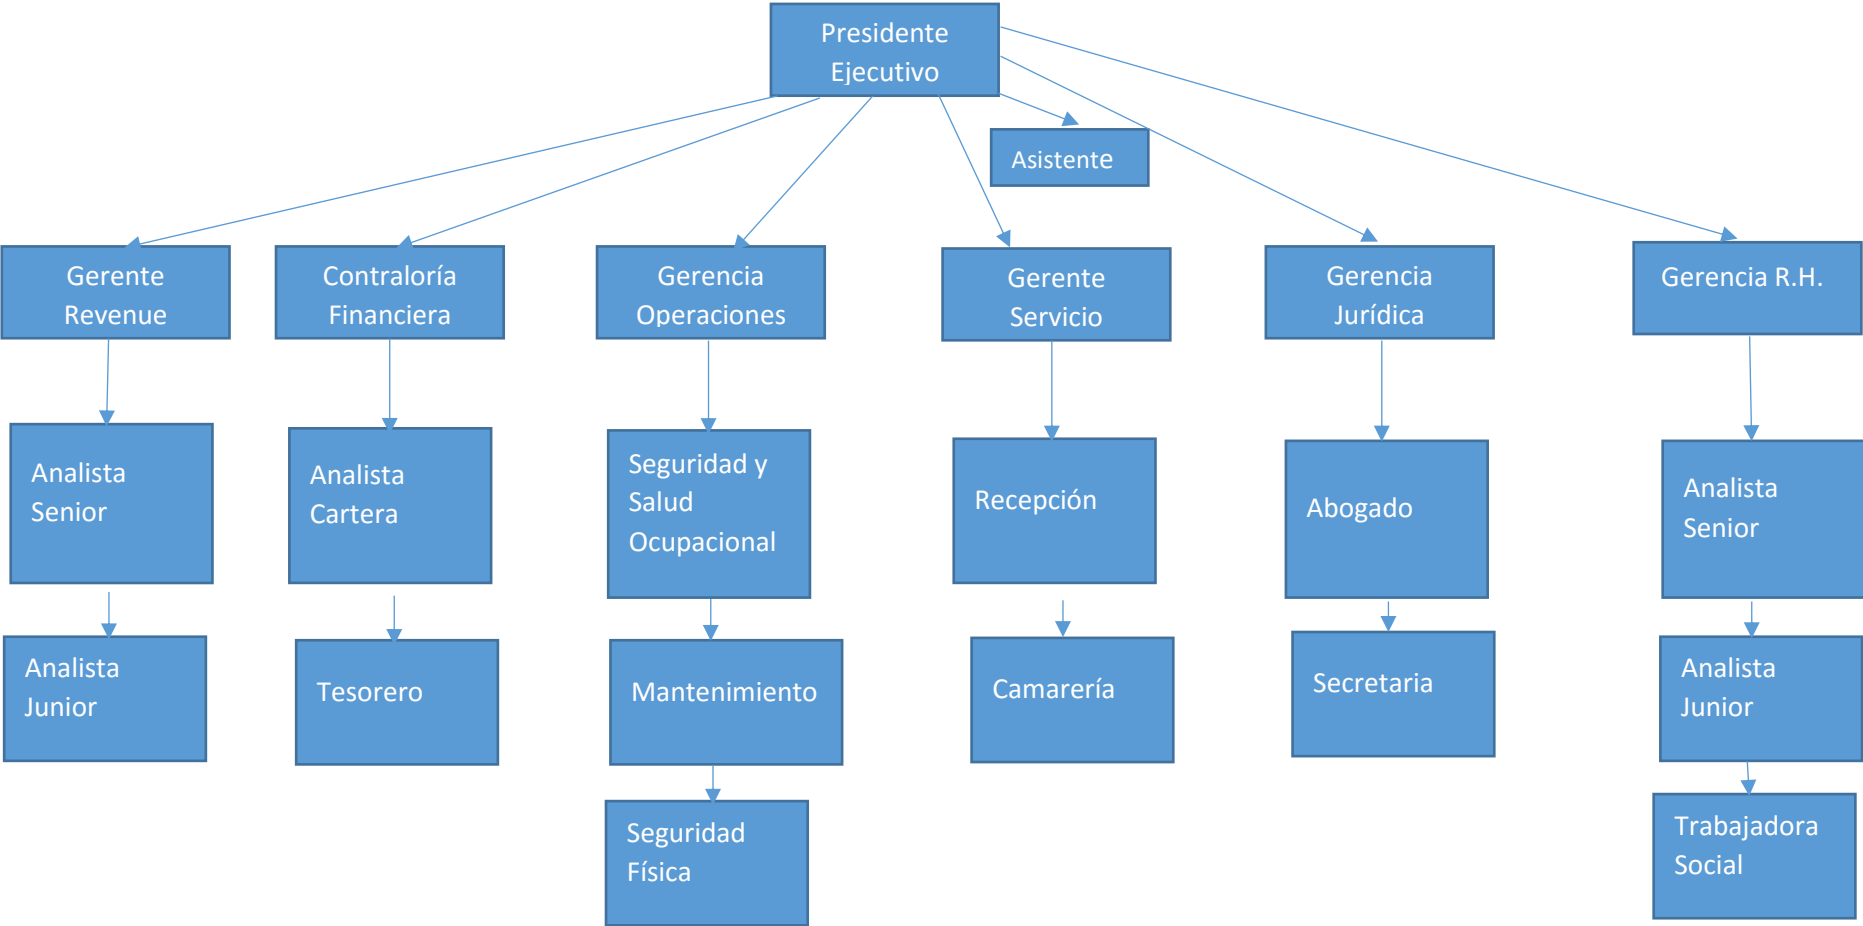 Presidente
Ejecutivo
Asistente
Gerente
Revenue
Contraloría
Financiera
Gerencia
Operaciones
Gerente
Servicio
Gerencia
Jurídica
Gerencia R.H.
Analista
Senior
Analista
Cartera
Seguridad y
Salud
Ocupacional
Recepción
Abogado
Analista
Senior
Analista
Junior
Tesorero
Mantenimiento
Camarería
Secretaria
Analista
Junior
Seguridad
Física
Trabajadora
Social